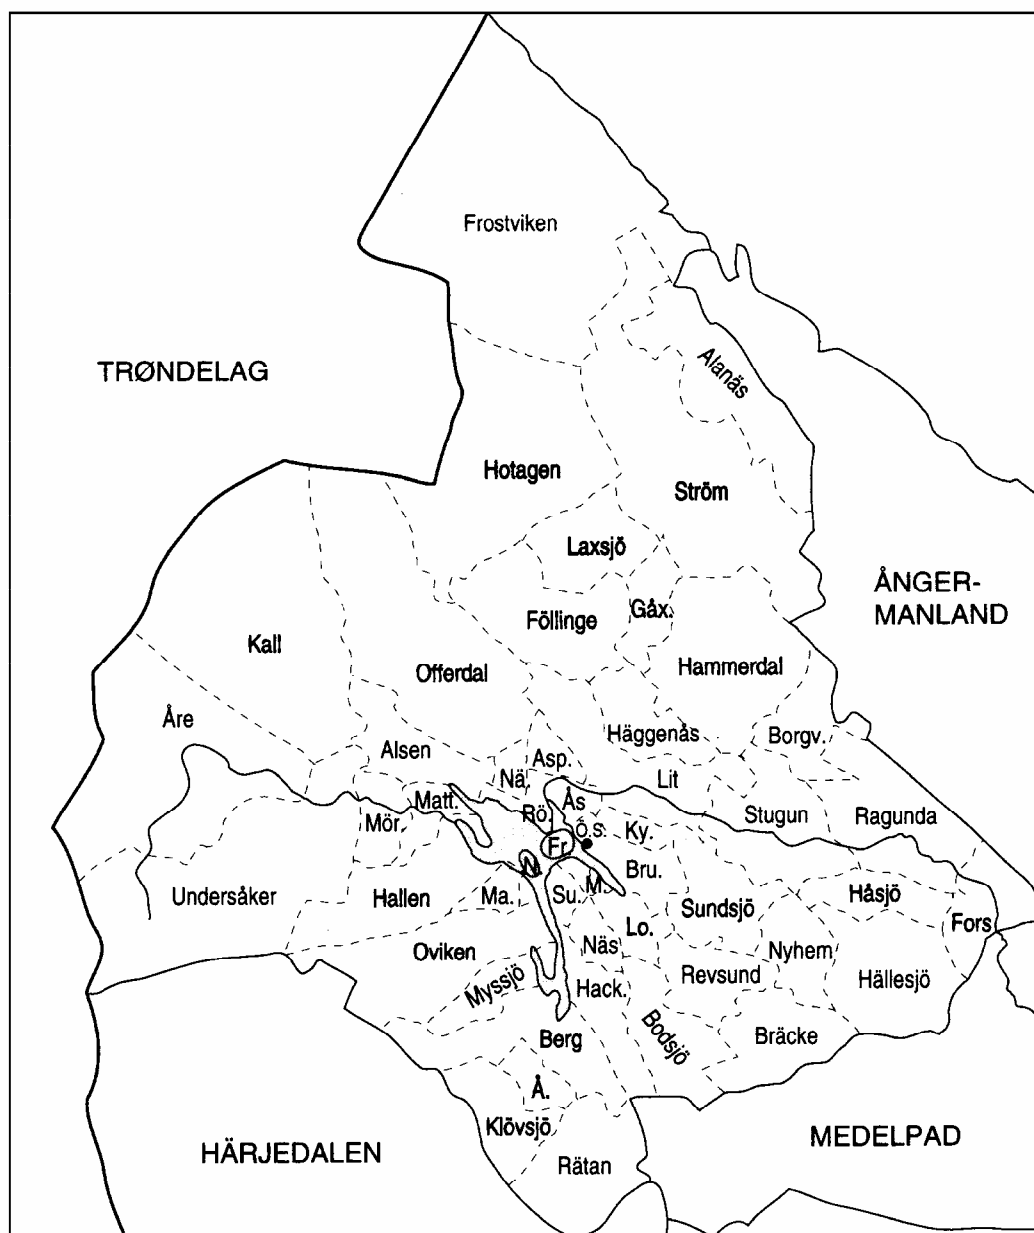 Frostviken
TRØNDELAG
Alanäs
Hotagen
Ström
Laxsjö
ÅNGER-
MANLAND
Föllinge
Gåx.
Kall
Offerdal
Hammerdal
Åre
Häggenås
Borgv.
Alsen
Asp.
Nä.
Lit
Matt.
Rö.
Ås
Stugun
Ragunda
Mör.
Ö.s.
Ky.
Fr.
N.
Bru.
Undersåker
Hallen
Ma.
Su.
M.
Sundsjö
Håsjö
Lo.
Fors
Oviken
Näs
Nyhem
Myssjö
Hack.
Revsund
Hällesjö
Berg
Bodsjö
Bräcke
Å.
Klövsjö
MEDELPAD
HÄRJEDALEN
Rätan